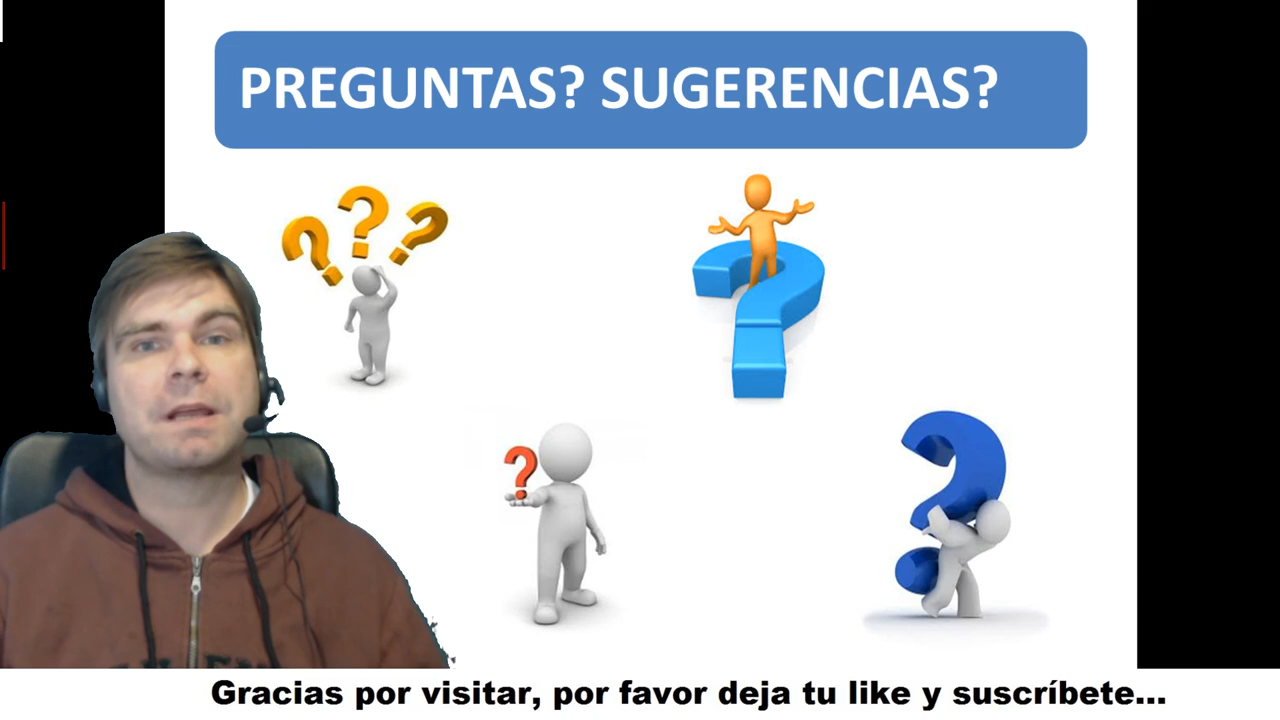 PREGUNTAS? SUGERENCIAS?
Gracias por visitar, por favor deja tu like y suscríbete...